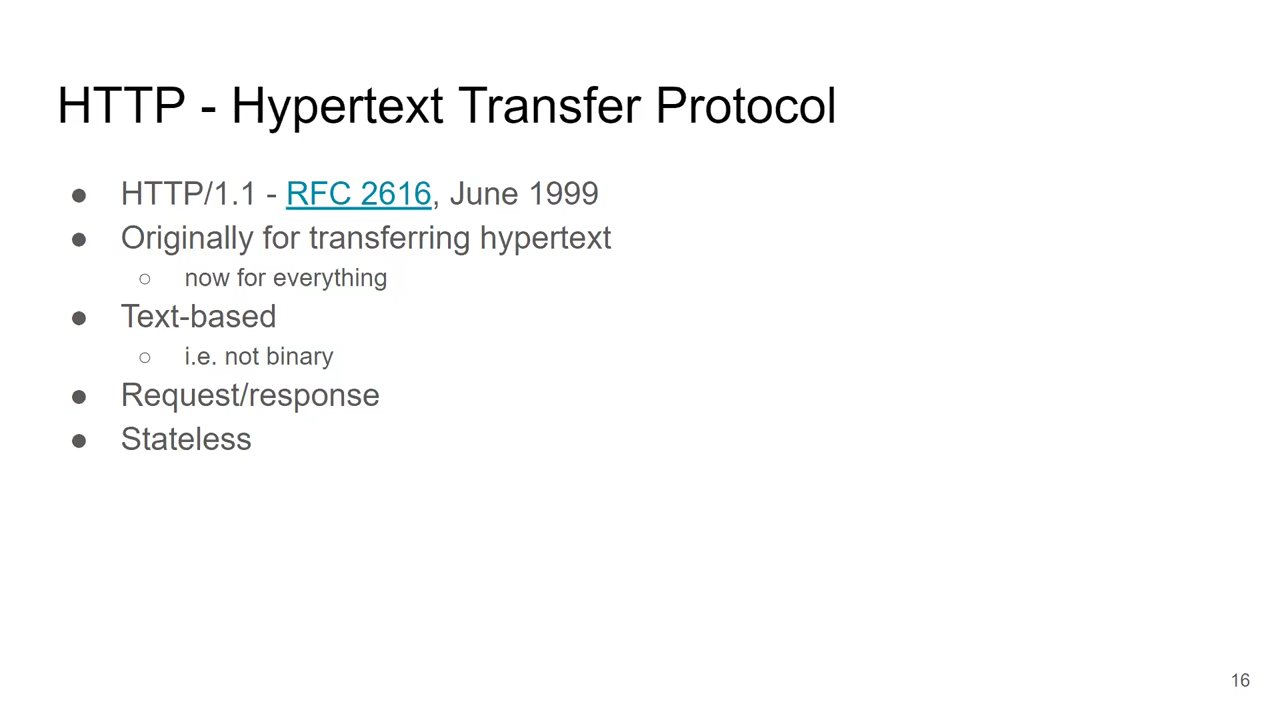 HTTP - Hypertext Transfer Protocol
● HTTP/1.1 - RFC 2616, June 1999
● Originally for transferring hypertext
○ now for everything
● Text-based
○ i.e. not binary
● Request/response
● Stateless
16